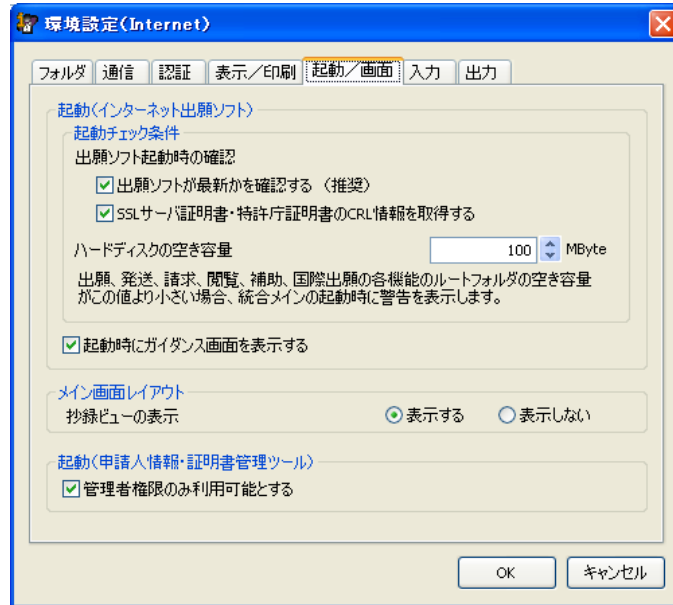 環境設定(Internet)
フォルダ 通信 認証 表示/印刷 起動/画面 入力 出力
起動(インターネット出願ソフト)
起動チェック条件
出願ソフト起動時の確認
出願ソフトが最新かを確認する (推奨)
SSLサーバ証明書・特許庁証明書のCRL情報を取得する
ハードディスクの空き容量 100 MByte
出願、発送、請求、閲覧、補助、国際出願の各機能のルートフォルダの空き容量
がこの値より小さい場合、統合メインの起動時に警告を表示します。
起動時にガイダンス画面を表示する
メイン画面レイアウト
抄録ビューの表示 表示する 表示しない
起動(申請人情報・証明書管理ツール)
管理者権限のみ利用可能とする
OK キャンセル